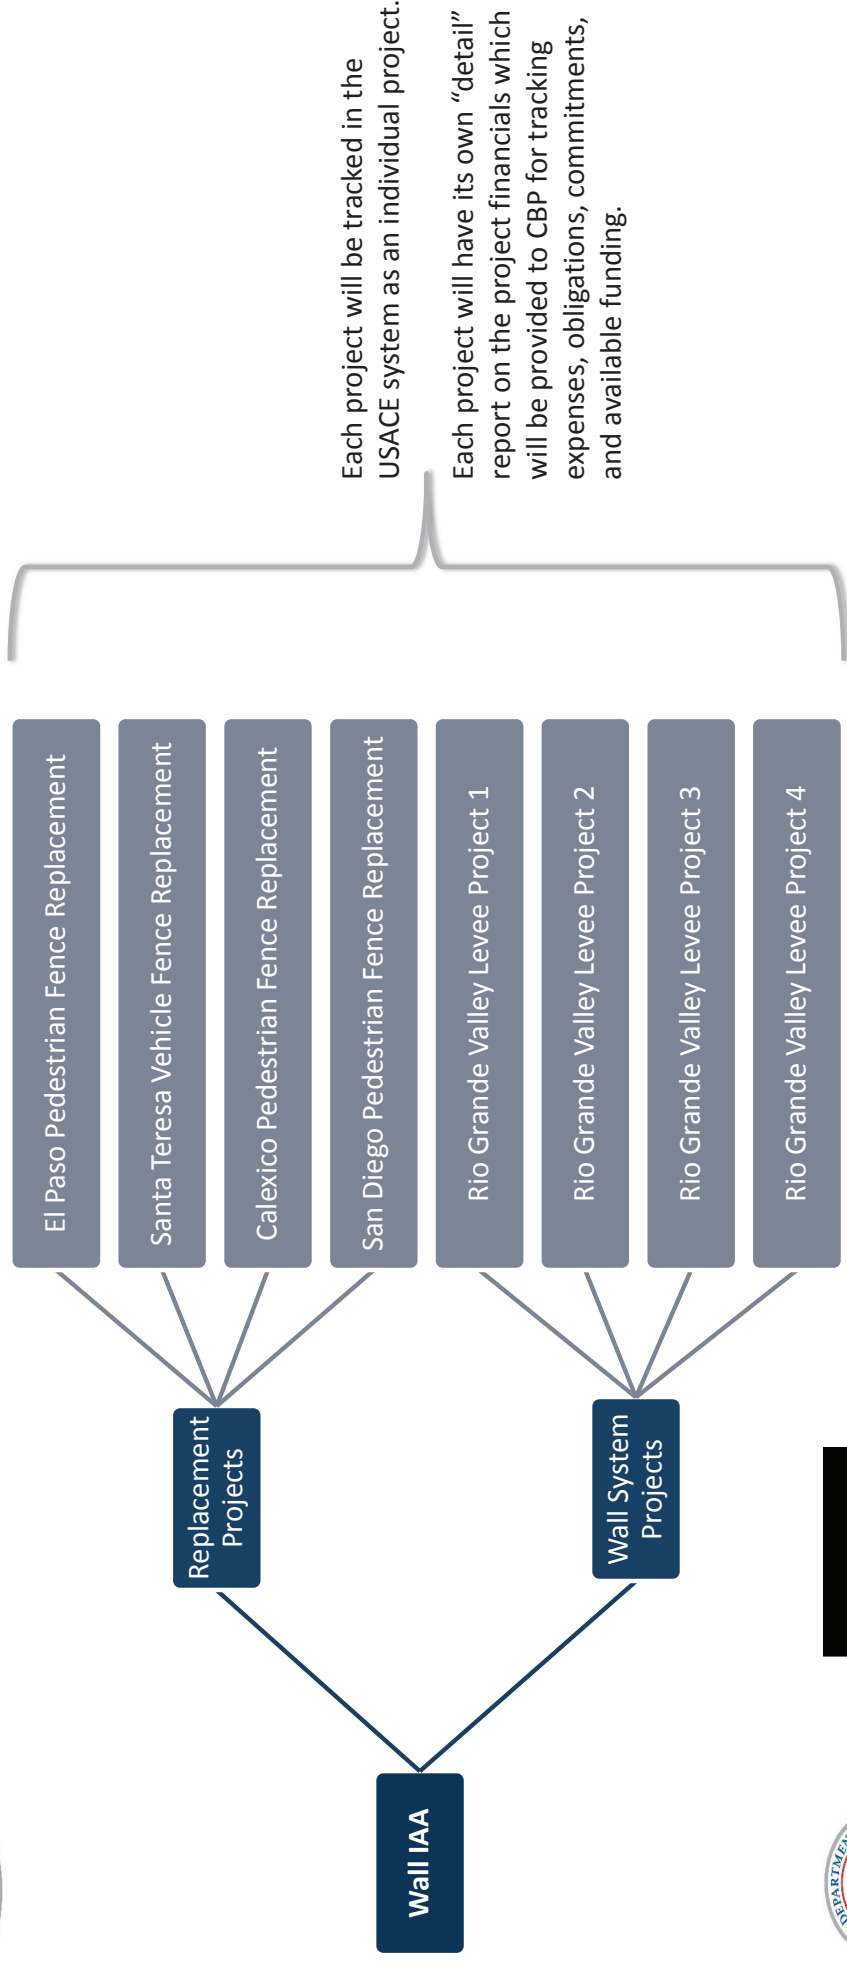 Wall IAA
Replacement
Projects
El Paso Pedestrian Fence Replacement
Santa Teresa Vehicle Fence Replacement
Calexico Pedestrian Fence Replacement
San Diego Pedestrian Fence Replacement
Wall System
Projects
Rio Grande Valley Levee Project 1
Rio Grande Valley Levee Project 2
Rio Grande Valley Levee Project 3
Rio Grande Valley Levee Project 4
Each project will be tracked in the
USACE system as an individual project.
Each project will have its own “detail”
report on the project financials which
will be provided to CBP for tracking
expenses, obligations, commitments,
and available funding.